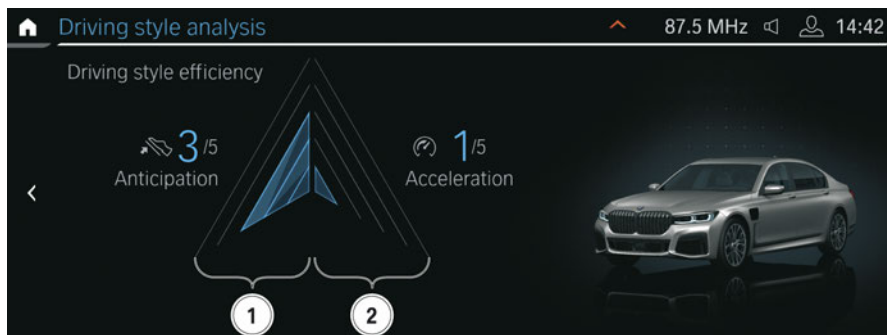 Driving style analysis
87.5 MHz
14:42
Driving style efficiency
3/5
Anticipation
1/5
Acceleration
1
2